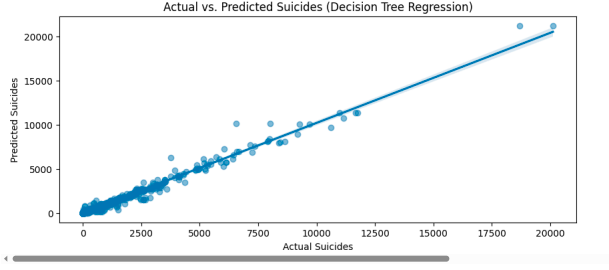 Actual vs. Predicted Suicides (Decision Tree Regression)
20000
15000
10000
5000
0
Predicted Suicides
0 2500 5000 7500 10000 12500 15000 17500 20000
Actual Suicides